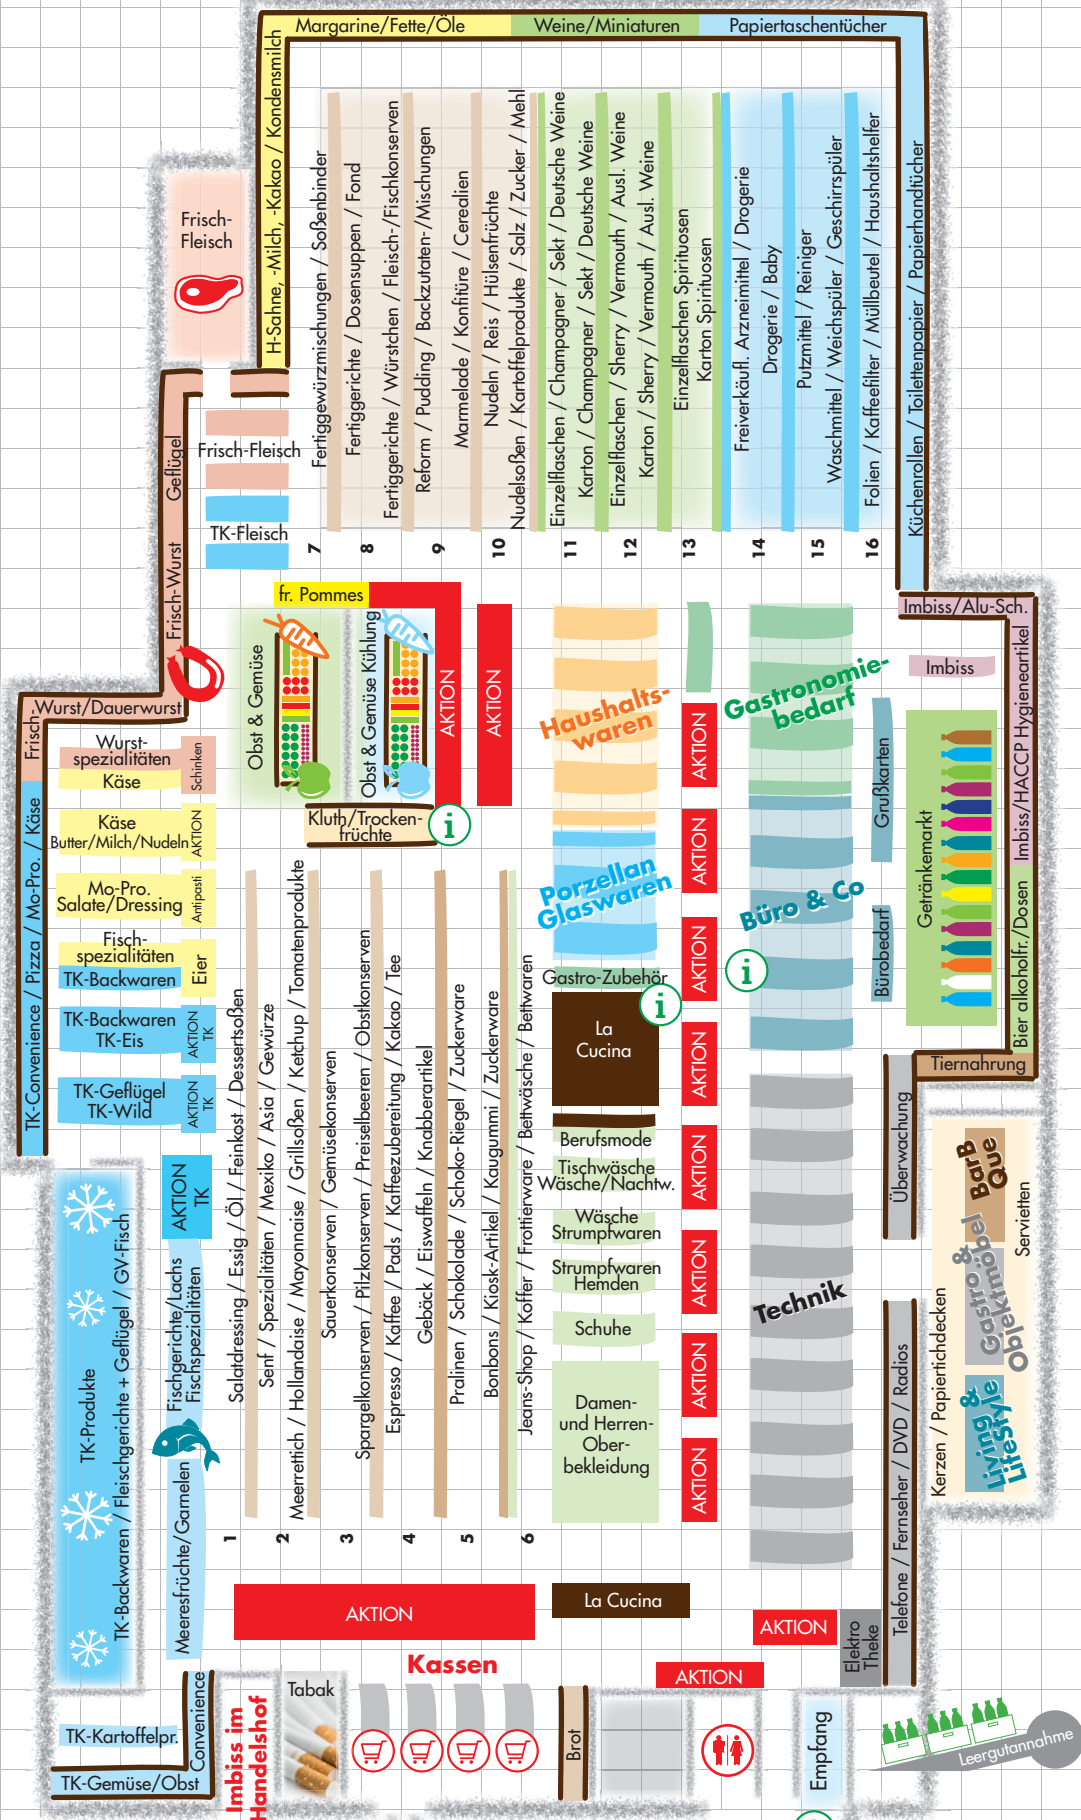 Margarine/Fette/Öle
Weine/Miniaturen
Papiertaschentücher
H-Sahne, -Milch, -Kakao / Kondensmilch
Küchenrollen / Toilettenpapier / Papierhandtücher
Frisch-
Fleisch
Fertiggewürzmischungen / Soßenbinder
Fertiggerichte / Dosensuppen / Fond
Fertiggerichte / Würstchen / Fleisch-/Fischkonserven
Reform / Pudding / Backzutaten-/Mischungen
Marmelade / Konfitüre / Cerealien
Nudeln / Reis / Hülsenfrüchte
Nudelsoßen / Kartoffelprodukte / Salz / Zucker / Mehl
Einzelflaschen / Champagner / Sekt / Deutsche Weine
Karton / Champagner / Sekt / Deutsche Weine
Einzelflaschen / Sherry / Vermouth / Ausl. Weine
Karton / Sherry / Vermouth / Ausl. Weine
Einzelflaschen Spirituosen
Karton Spirituosen
Freiverkäufl. Arzneimittel / Drogerie
Drogerie / Baby
Putzmittel / Reiniger
Waschmittel / Weichspüler / Geschirrspüler
Folien / Kaffeefilter / Müllbeutel / Haushaltshelfer
7
8
9
10
11
12
13
14
15
16
Geflügel
Frisch-Wurst
Frisch-Fleisch
TK-Fleisch
fr. Pommes
Obst & Gemüse
Obst & Gemüse Kühlung
AKTION
AKTION
Kluth/Trocken-
früchte
i
Haushalts-
waren
Porzellan
Glaswaren
Gastro-Zubehör
i
La
Cucina
Berufsmode
Tischwäsche
Wäsche/Nachtw.
Wäsche
Strumpfwaren
Strumpfwaren
Hemden
Schuhe
Damen-
und Herren-
Ober-
bekleidung
La Cucina
AKTION
AKTION
AKTION
AKTION
AKTION
AKTION
AKTION
AKTION
Gastronomie-
bedarf
Büro & Co
i
Technik
Grußkarten
Bürobedarf
Imbiss/Alu-Sch.
Imbiss
Imbiss/HACCP Hygieneartikel
Getränkemarkt
Bier alkoholfr./Dosen
Tiernahrung
Überwachung
Telefone / Fernseher / DVD / Radios
BarB
Que
Gastro &
Objektmöbel
Living &
LifeStyle
Servietten
Kerzen / Papiertichdecken
Frisch-Wurst/Dauerwurst
TK-Convenience / Pizza / Mo-Pro. / Käse
Wurst-
spezialitäten
Käse
Schinken
Käse
Butter/Milch/Nudeln
AKTION
Mo-Pro.
Salate/Dressing
Antipasti
Fisch-
spezialitäten
TK-Backwaren
Eier
TK-Backwaren
TK-Eis
AKTION
TK
TK-Geflügel
TK-Wild
AKTION
TK
AKTION
TK
TK-Produkte
TK-Backwaren / Fleischgerichte + Geflügel / GV-Fisch
Fischgerichte/Lachs
Fischspezialitäten
Meeresfrüchte/Garnelen
Salatdressing / Essig / Öl / Feinkost / Dessertsoßen
Senf / Spezialitäten / Mexiko / Asia / Gewürze
Meerrettich / Hollandaise / Mayonnaise / Grillsoßen / Ketchup / Tomatenprodukte
Sauerkonserven / Gemüsekonserven
Spargelkonserven / Pilzkonserven / Preiselbeeren / Obstkonserven
Espresso / Kaffee / Pads / Kaffeezubereitung / Kakao / Tee
Gebäck / Eiswaffeln / Knabberartikel
Pralinen / Schokolade / Schoko-Riegel / Zuckerware
Bonbons / Kiosk-Artikel / Kaugummi / Zuckerware
Jeans-Shop / Koffer / Frottierware / Bettwäsche / Bettwaren
1
2
3
4
5
6
AKTION
AKTION
AKTION
Elektro
Theke
Kassen
Tabak
Imbiss im
Handelshof
Convenience
TK-Kartoffelpr.
TK-Gemüse/Obst
Brot
Empfang
Leergutannahme